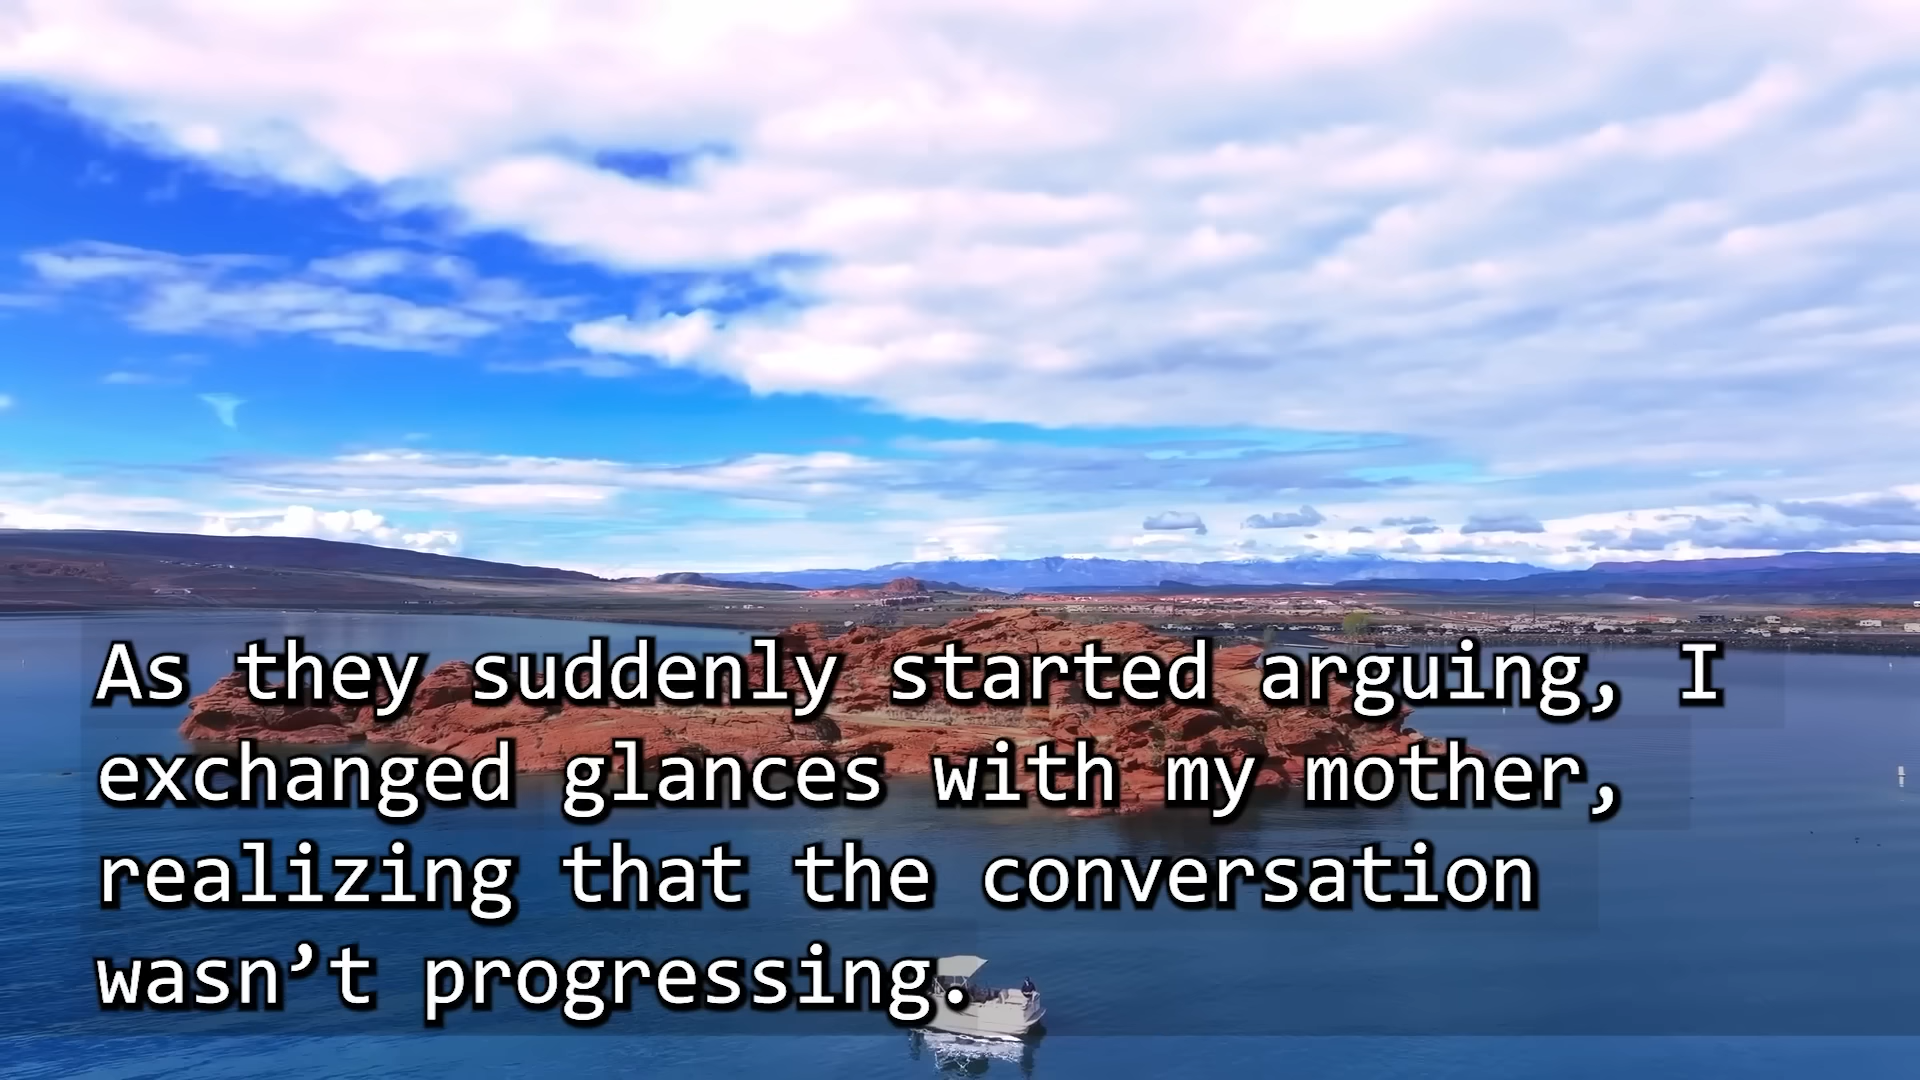 As they suddenly started arguing, I
exchanged glances with my mother,
realizing that the conversation
wasn’t progressing.